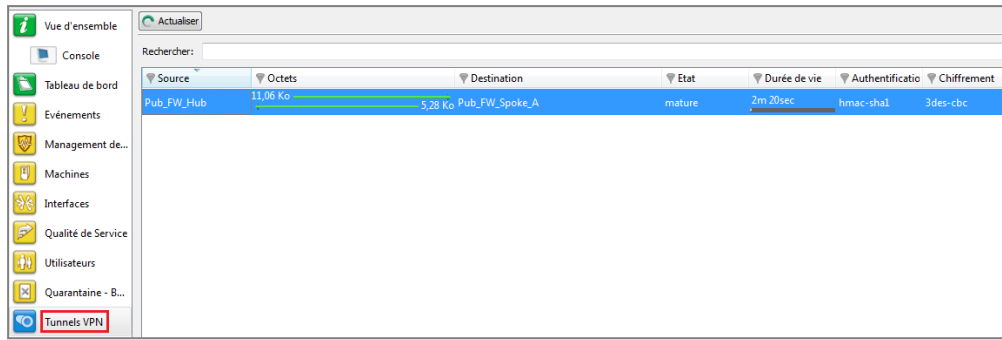 Vue d'ensemble
Console
Tableau de bord
Evénements
Management de...
Machines
Interfaces
Qualité de Service
Utilisateurs
Quarantaine - B...
Tunnels VPN
Actualiser
Rechercher:
Source Octets Destination Etat Durée de vie Authentificatio Chiffrement
Pub_FW_Hub 11,06 Ko 5,28 Ko Pub_FW_Spoke_A mature 2m 20sec hmac-sha1 3des-cbc